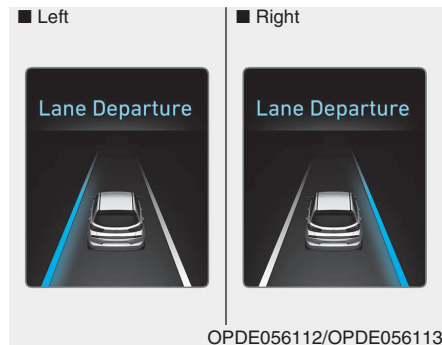 ■ Left
■ Right
Lane Departure
Lane Departure
OPDE056112/OPDE056113